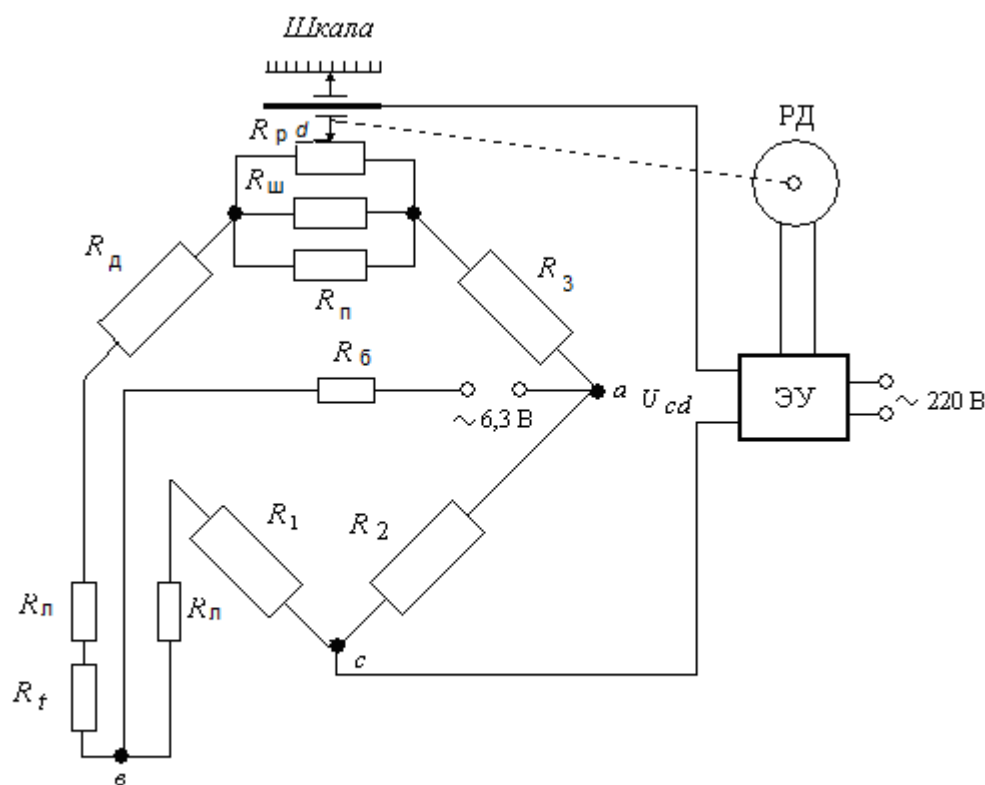 Шкала
РД
R р d
R ш
R д
R п
R 3
R б
a
U cd
ЭУ
~ 220 В
~ 6,3 В
R 1
R 2
R Л
R Л
R t
c
в